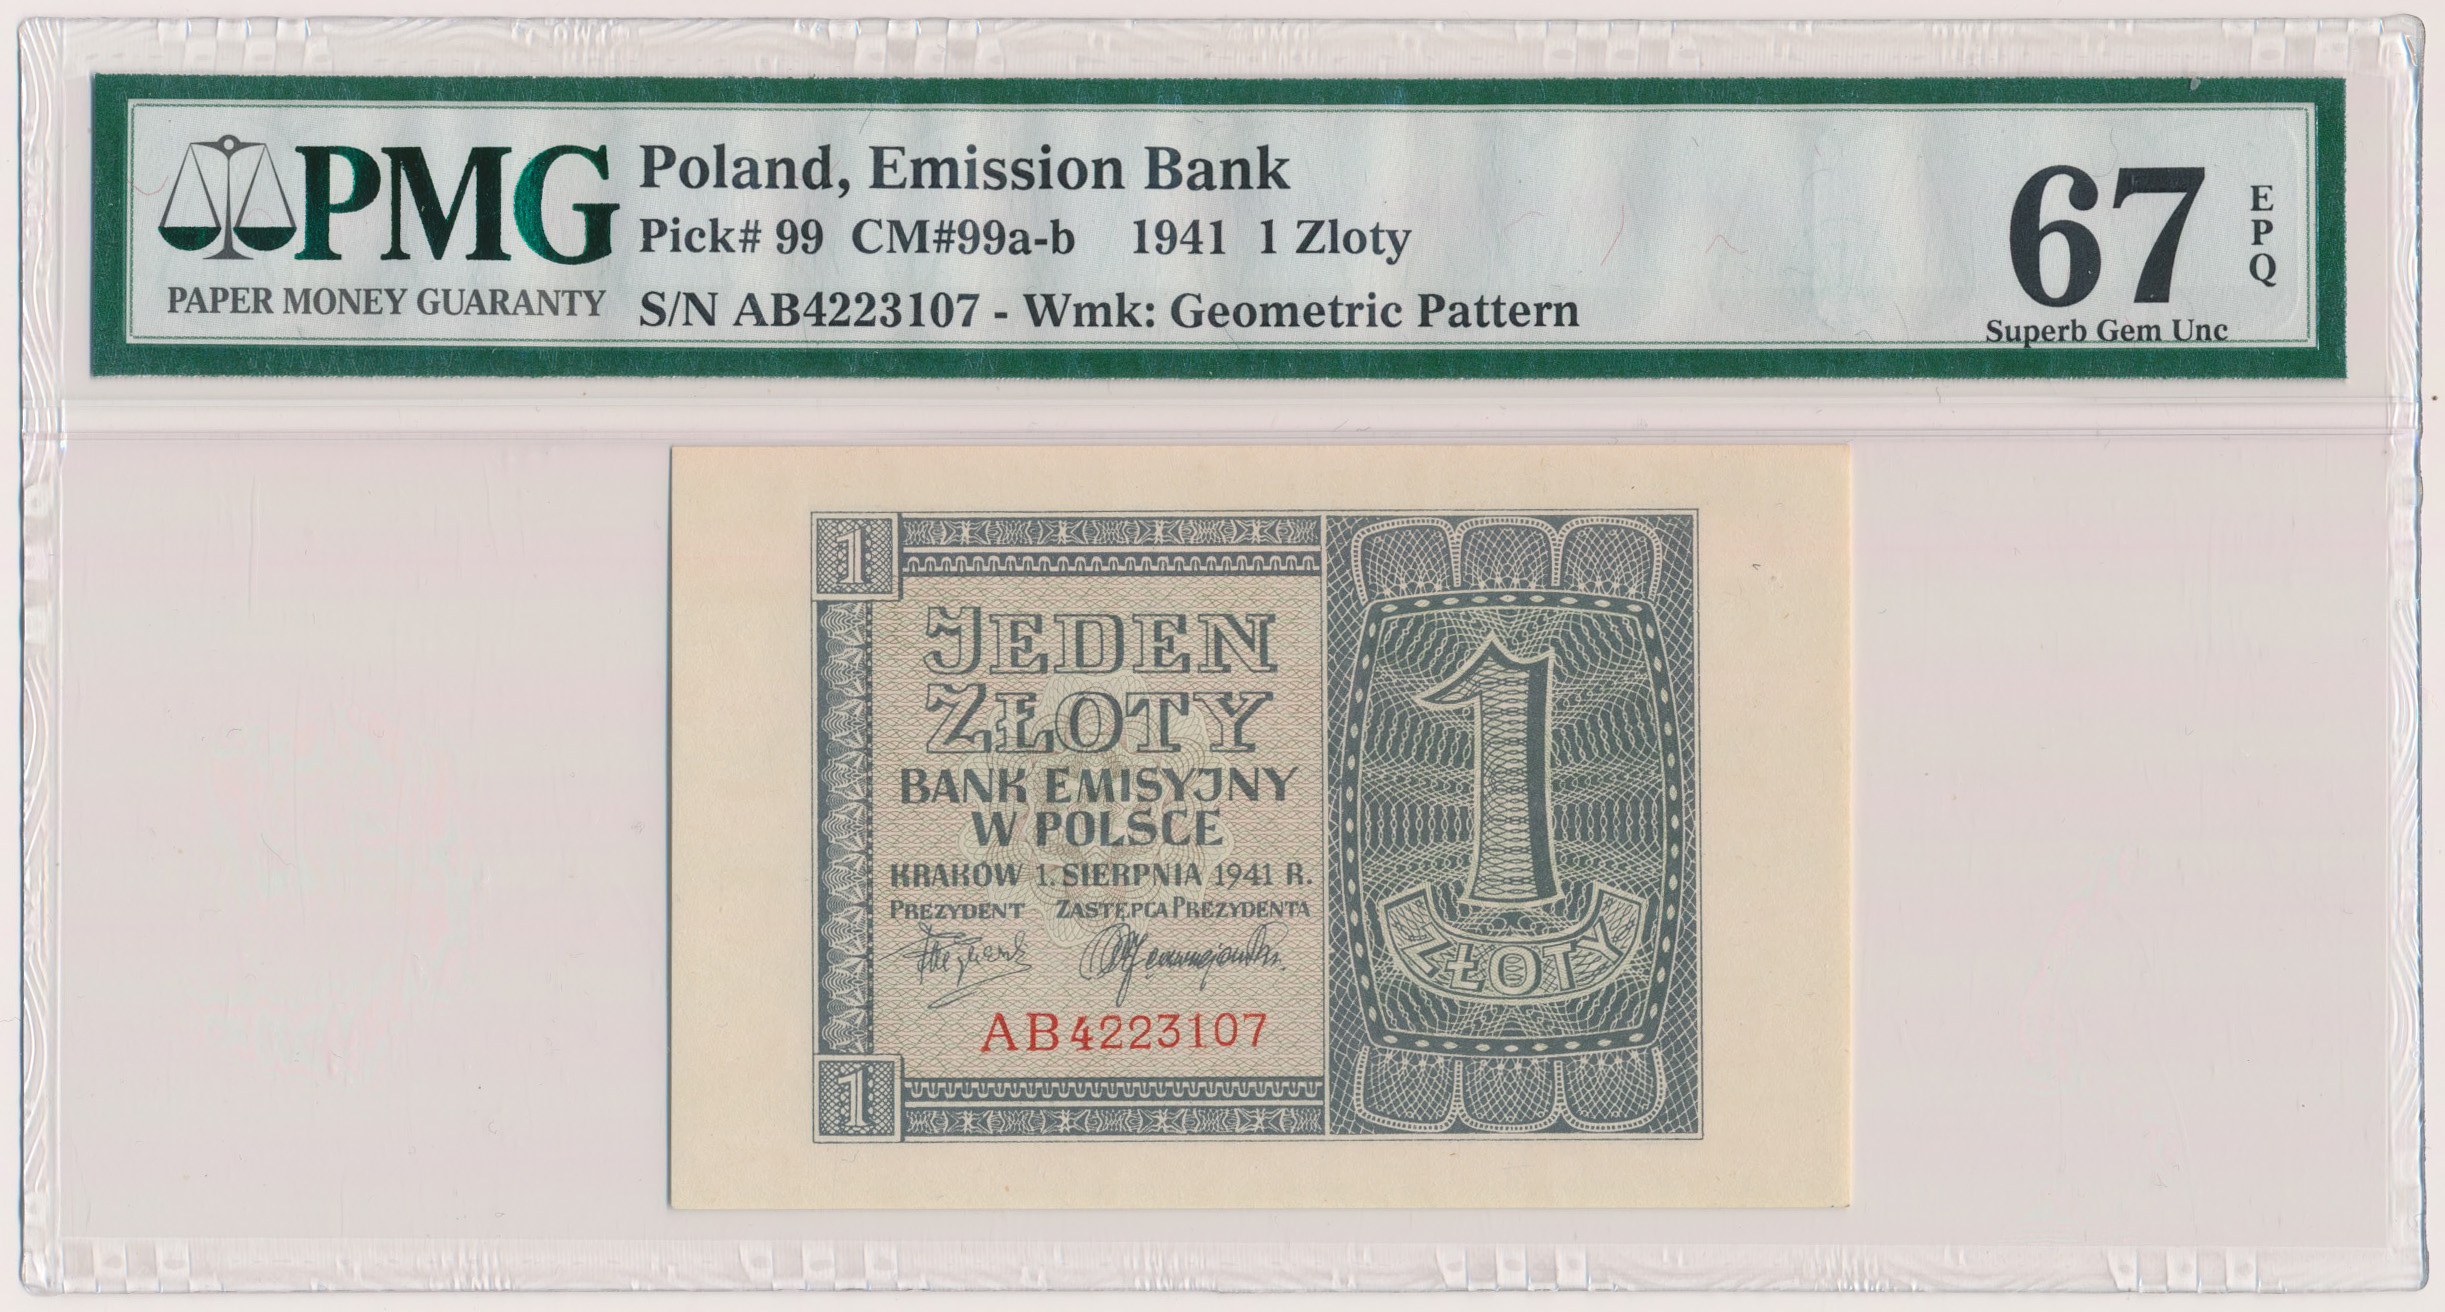 PMG
PAPER MONEY GUARANTY
Poland, Emission Bank
Pick# 99 CM#99a-b 1941 1 Zloty
S/N AB4223107 - Wmk: Geometric Pattern
67
EPQ
Superb Gem Unc
1
JEDEN
ZŁOTY
BANK EMISYJNY
W POLSCE
KRAKÓW 1. SIERPNIA 1941 R.
PREZYDENT ZASTĘPCA PREZYDENTA
AB4223107
1
1
ZŁOTY